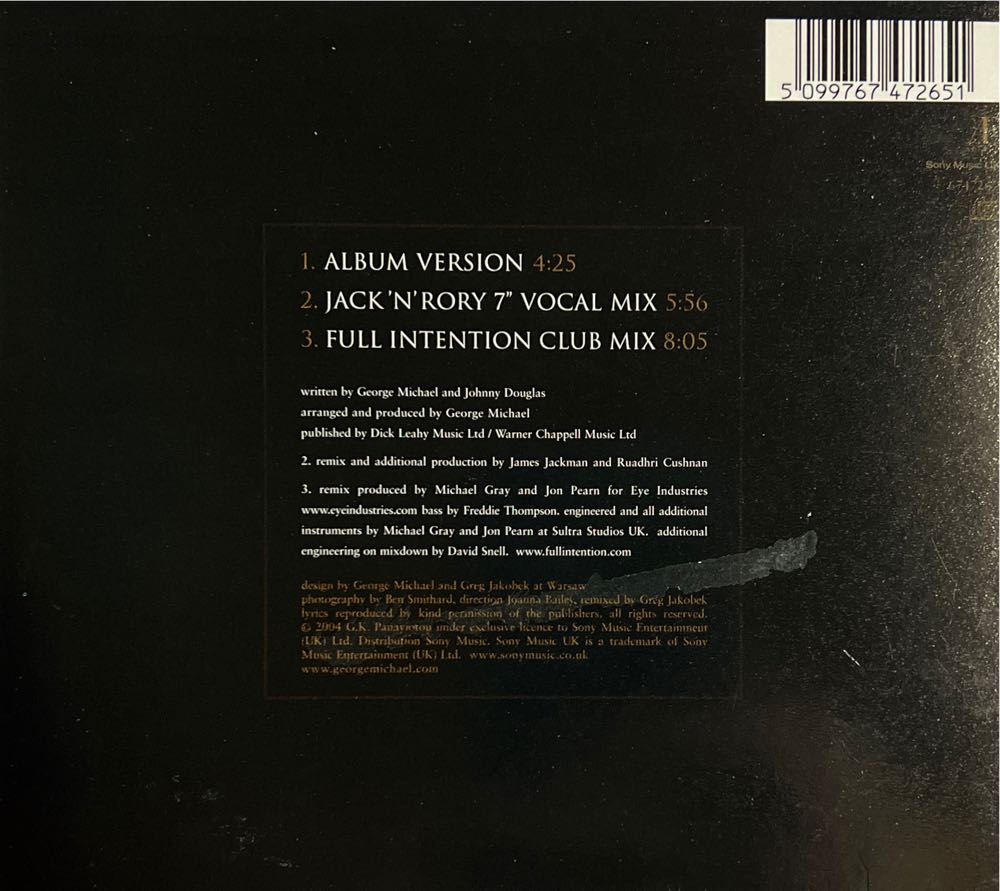 5 099767 472651
Sony Music
1. ALBUM VERSION 4:25
2. JACK 'N' RORY 7" VOCAL MIX 5:56
3. FULL INTENTION CLUB MIX 8:05
written by George Michael and Johnny Douglas
arranged and produced by George Michael
published by Dick Leahy Music Ltd / Warner Chappell Music Ltd
2. remix and additional production by James Jackman and Ruadhri Cushnan
3. remix produced by Michael Gray and Jon Pearn for Eye Industries
www.eyeindustries.com bass by Freddie Thompson. engineered and all additional
instruments by Michael Gray and Jon Pearn at Sultra Studios UK. additional
engineering on mixdown by David Snell. www.fullintention.com
design by George Michael and Greg Jakobek at Warsaw
photography by Ben Smithard, direction Joanna Bailey, remixed by Greg Jakobek
lyrics reproduced by kind permission of the publishers, all rights reserved.
© 2004 G.K. Panayiotou under exclusive licence to Sony Music Entertainment
(UK) Ltd. Distribution Sony Music. Sony Music UK is a trademark of Sony
Music Entertainment (UK) Ltd. www.sonymusic.co.uk
www.georgemichael.com